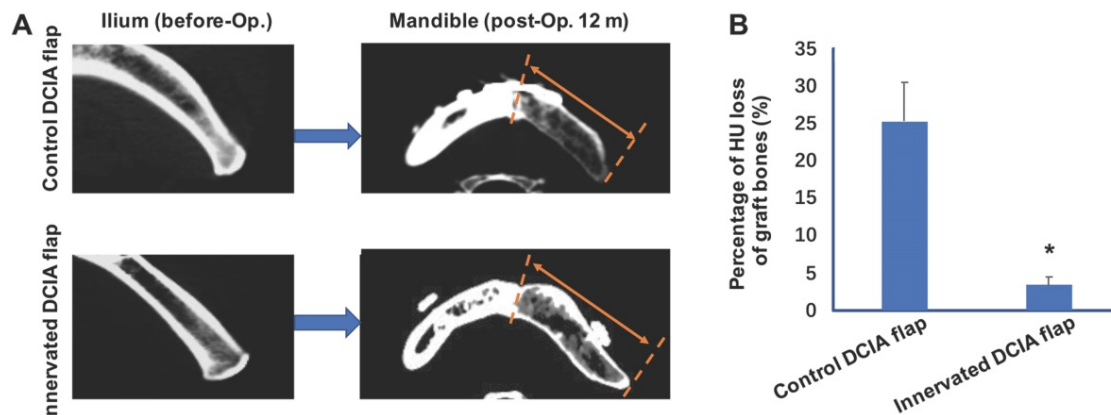 A
Ilium (before-Op.)
Mandible (post-Op. 12 m)
Control DCIA flap
Innervated DCIA flap
B
Percentage of HU loss
of graft bones (%)
35
30
25
20
15
10
5
0
*
Control DCIA flap
Innervated DCIA flap